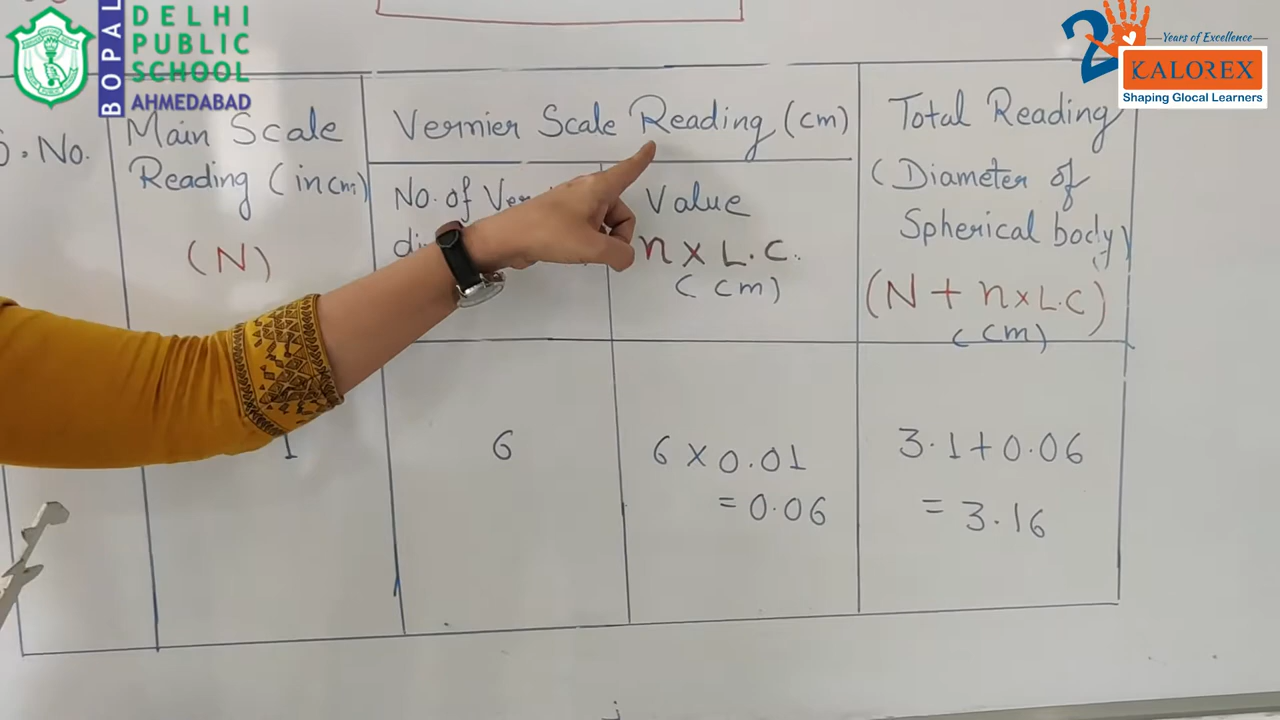 DELHI
PUBLIC
SCHOOL
BOPAL
AHMEDABAD
2
Years of Excellence
KALOREX
Shaping Glocal Learners
S.No.
Main Scale
Reading (in cm)
(N)
Vernier Scale Reading (cm)
No. of
Value
n x L.C.
(cm)
Total Reading
(Diameter of
Spherical body)
(N + n x L.C)
(cm)
1
6
6 x 0.01
= 0.06
3.1 + 0.06
= 3.16